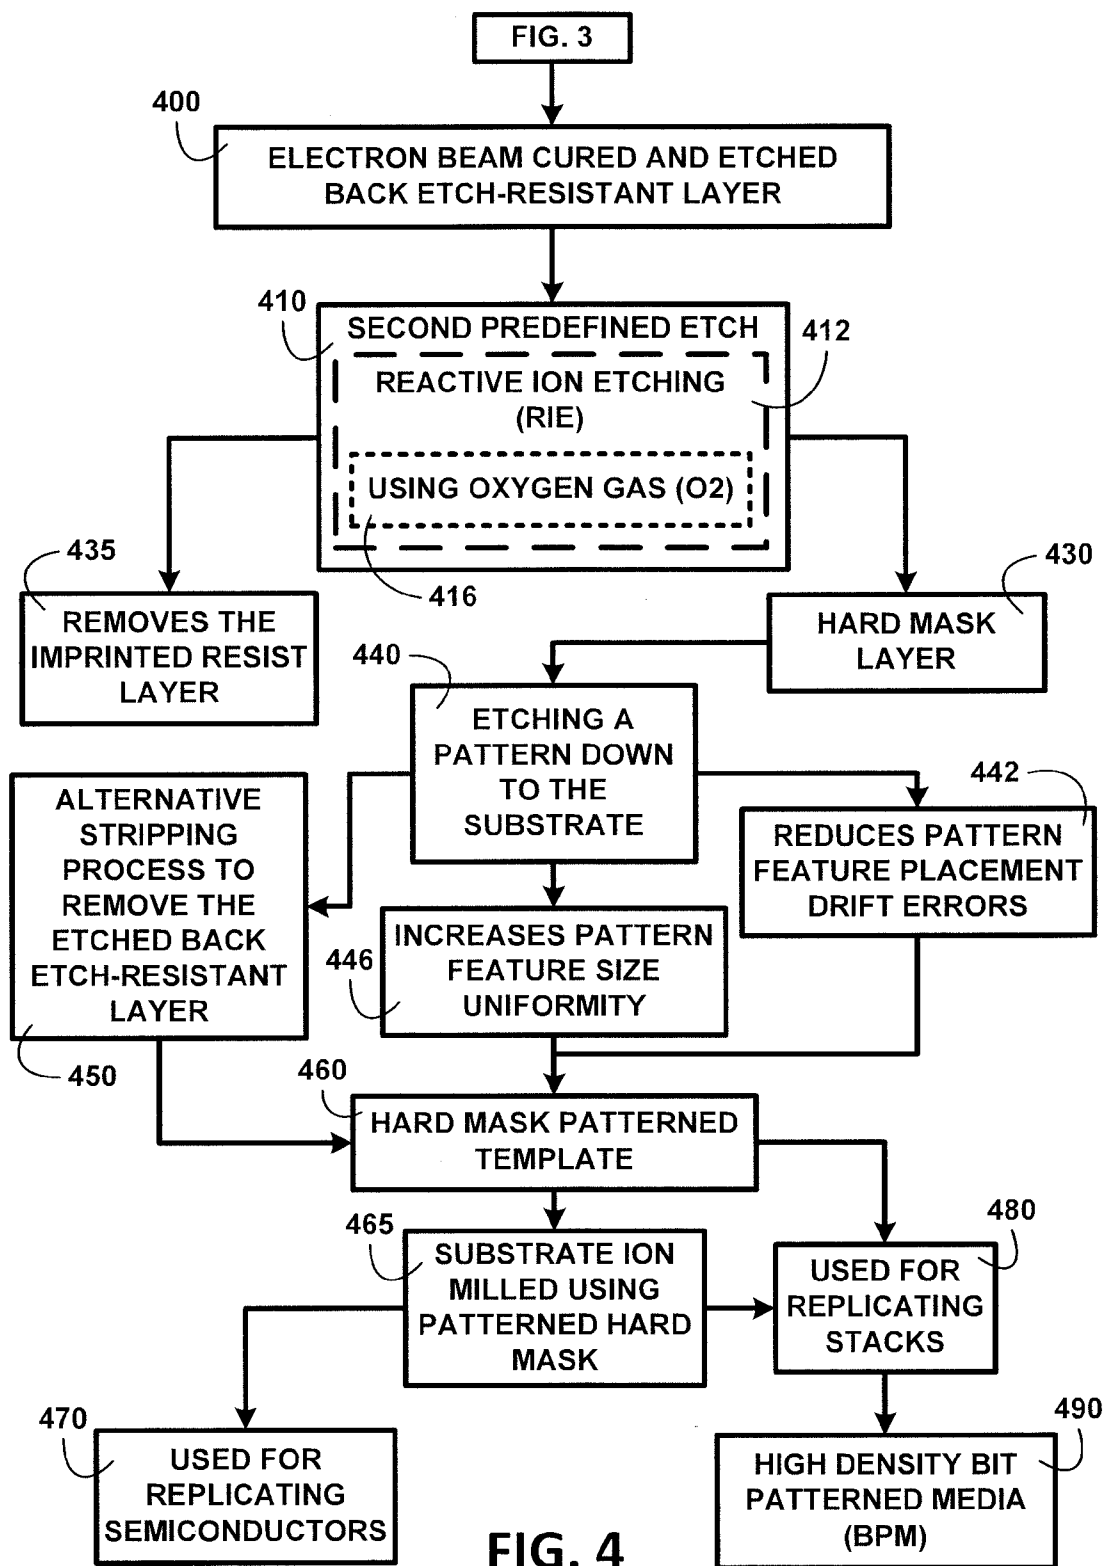 FIG. 3
400
ELECTRON BEAM CURED AND ETCHED
BACK ETCH-RESISTANT LAYER
410
SECOND PREDEFINED ETCH
412
REACTIVE ION ETCHING
(RIE)
USING OXYGEN GAS (O2)
416
435
REMOVES THE
IMPRINTED RESIST
LAYER
430
HARD MASK
LAYER
440
ETCHING A
PATTERN DOWN
TO THE
SUBSTRATE
442
REDUCES PATTERN
FEATURE PLACEMENT
DRIFT ERRORS
ALTERNATIVE
STRIPPING
PROCESS TO
REMOVE THE
ETCHED BACK
ETCH-RESISTANT
LAYER
450
INCREASES PATTERN
FEATURE SIZE
UNIFORMITY
446
460
HARD MASK PATTERNED
TEMPLATE
465
SUBSTRATE ION
MILLED USING
PATTERNED HARD
MASK
480
USED FOR
REPLICATING
STACKS
470
USED FOR
REPLICATING
SEMICONDUCTORS
490
HIGH DENSITY BIT
PATTERNED MEDIA
(BPM)
FIG. 4